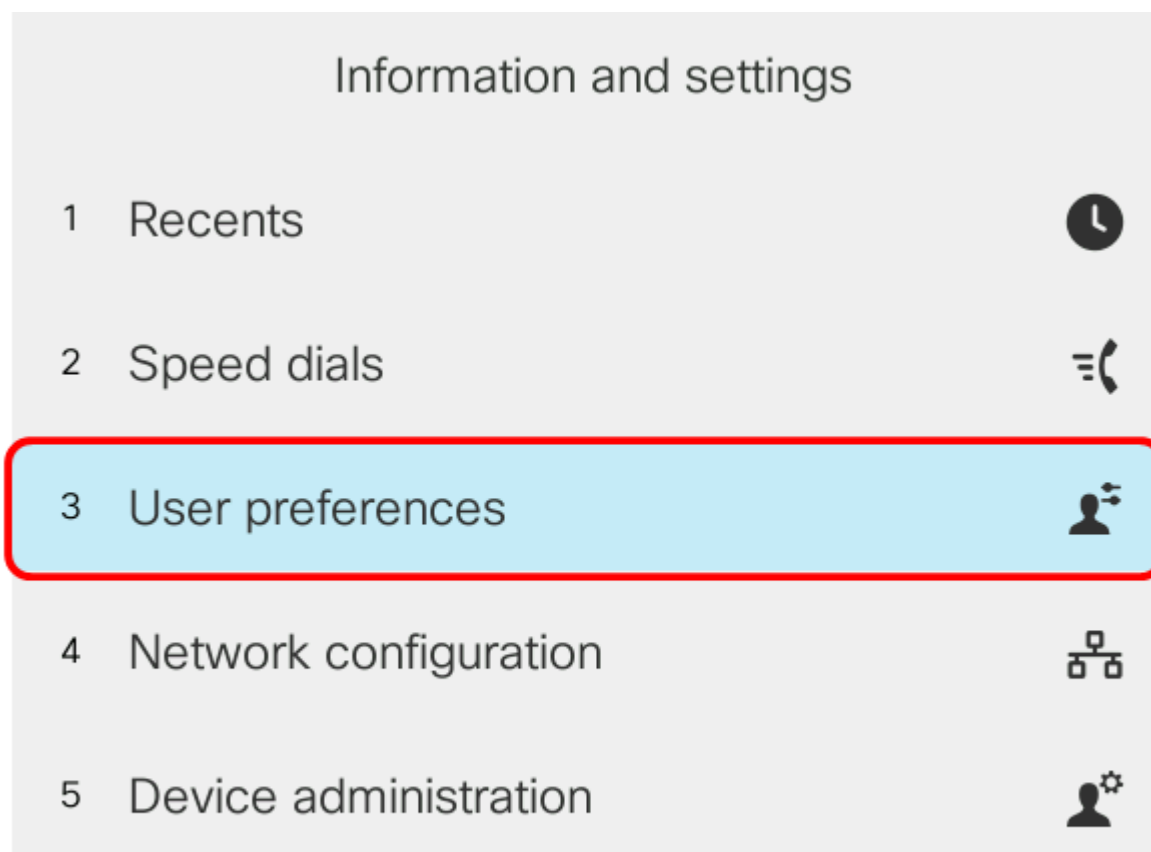 Information and settings
1 Recents
2 Speed dials
3 User preferences
4 Network configuration
5 Device administration